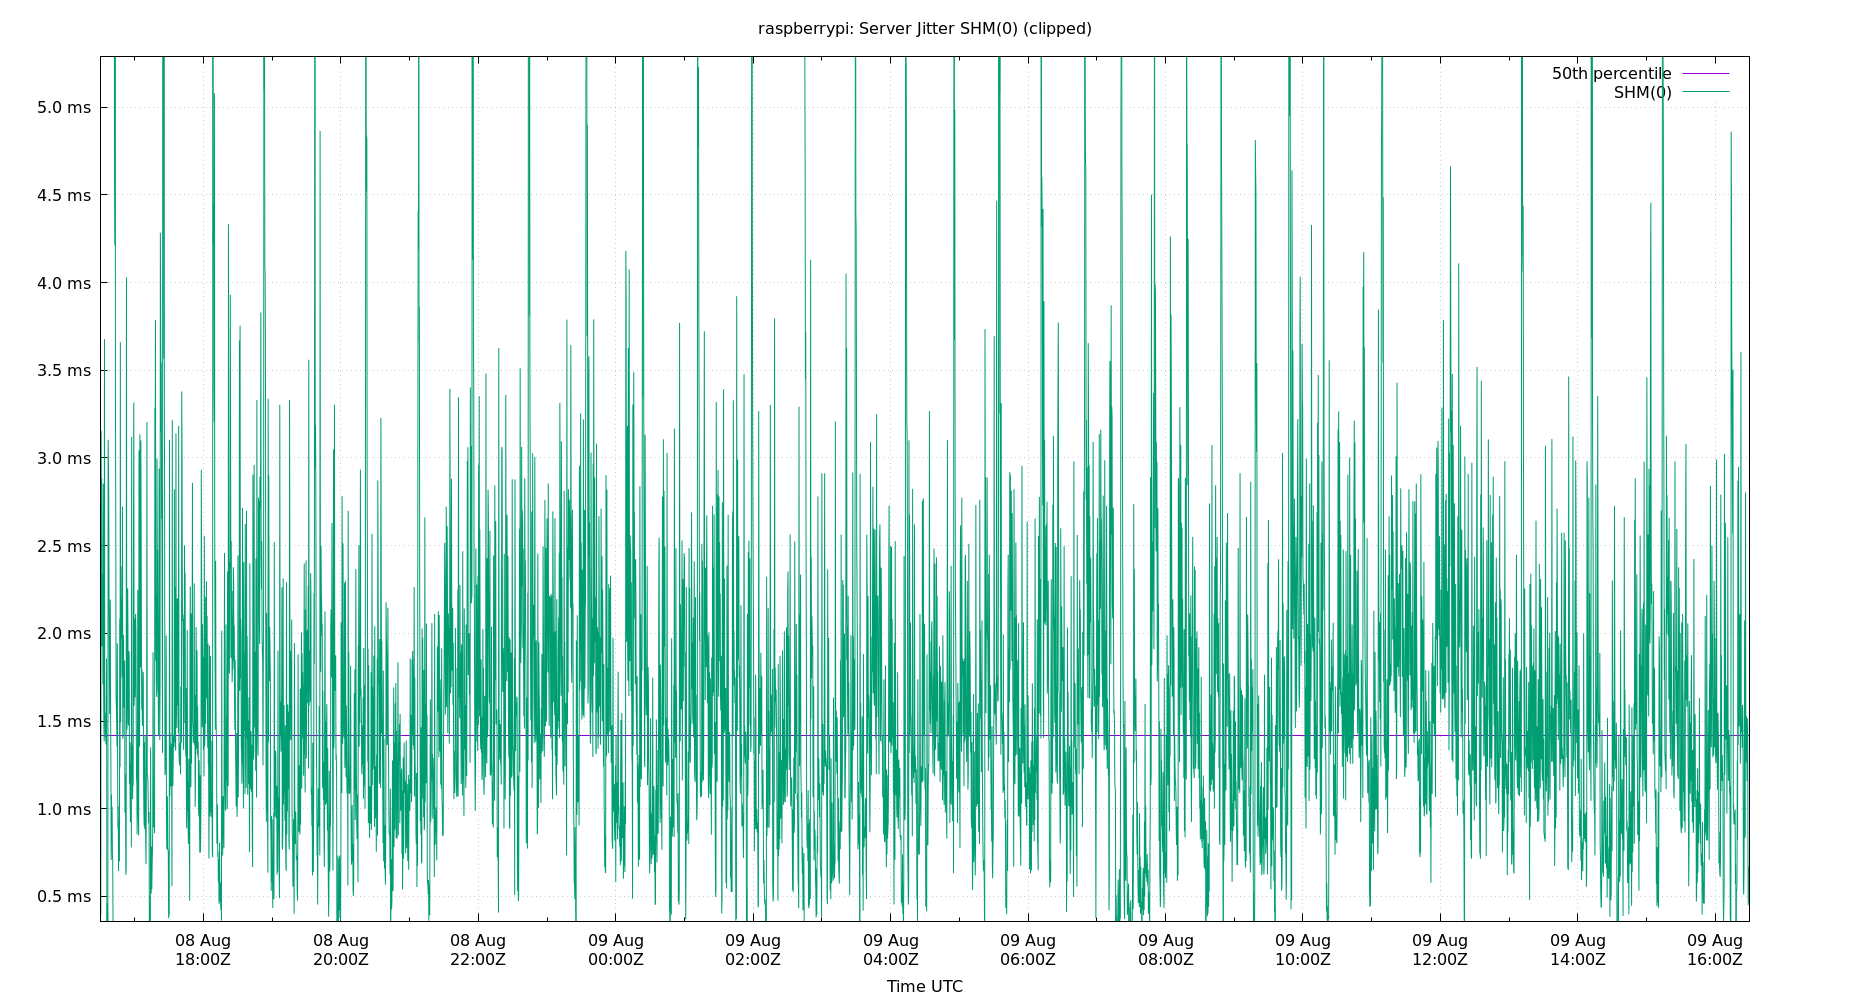 raspberrypi: Server Jitter SHM(0) (clipped)
50th percentile
SHM(0)
5.0 ms
4.5 ms
4.0 ms
3.5 ms
3.0 ms
2.5 ms
2.0 ms
1.5 ms
1.0 ms
0.5 ms
08 Aug 08 Aug 08 Aug 09 Aug 09 Aug 09 Aug 09 Aug 09 Aug 09 Aug 09 Aug 09 Aug 09 Aug
18:00Z 20:00Z 22:00Z 00:00Z 02:00Z 04:00Z 06:00Z 08:00Z 10:00Z 12:00Z 14:00Z 16:00Z
Time UTC